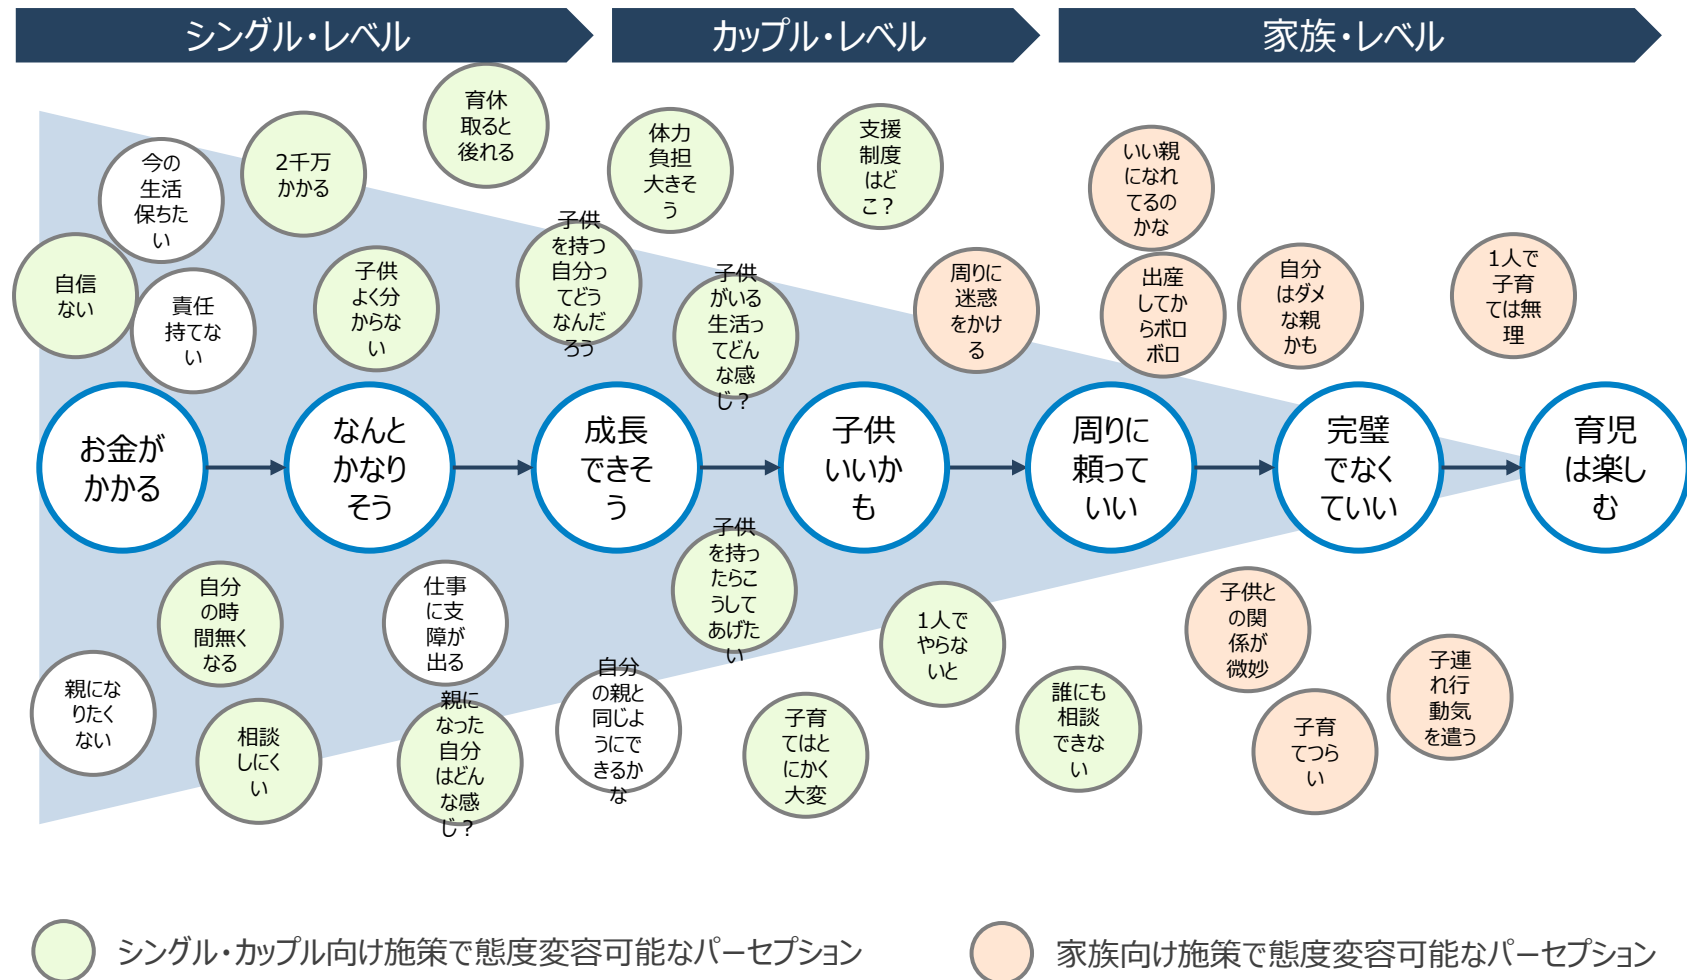 シングル・レベル
カップル・レベル
家族・レベル
育休
取ると
後れる
体力
負担
大きそ
う
支援
制度
はど
こ？
いい親
になれ
てるの
かな
今の
生活
保ちた
い
2千万
かかる
子供
を持つ
自分っ
てどう
なんだ
ろう
子供
がいる
生活っ
てどん
な感
じ？
周りに
迷惑
をかけ
る
出産
してか
らボロ
ボロ
自分
はダメ
な親
かも
1人で
子育
ては無
理
自信
ない
責任
持てな
い
子供
よく分
からな
い
お金が
かかる
なんと
かなり
そう
成長
できそ
う
子供
いいか
も
周りに
頼って
いい
完璧
でなく
ていい
育児
は楽し
む
自分
の時
間無く
なる
仕事
に支
障が
出る
子供
を持っ
たらこ
うして
あげた
い
1人で
やらな
いと
子供と
の関
係が
微妙
子連
れ行
動気
を遣う
親にな
りたく
ない
相談
しにく
い
親に
なった
自分
はどん
な感
じ？
自分
の親と
同じよ
うにで
きるか
な
子育
てはと
にかく
大変
誰にも
相談
できな
い
子育
てつら
い
シングル・カップル向け施策で態度変容可能なパーセプション
家族向け施策で態度変容可能なパーセプション